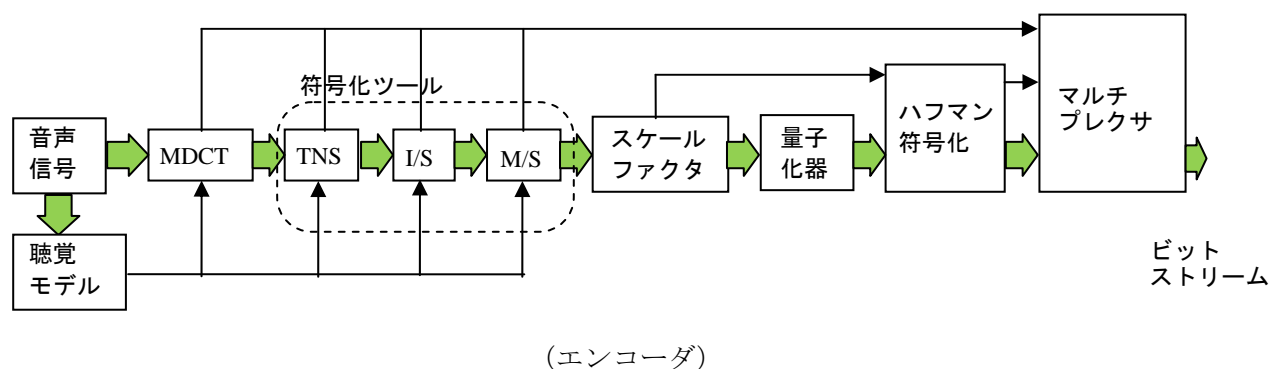 符号化ツール
音声
信号
MDCT
TNS
I/S
M/S
スケール
ファクタ
量子
化器
ハフマン
符号化
マルチ
プレクサ
聴覚
モデル
ビット
ストリーム
(エンコーダ)